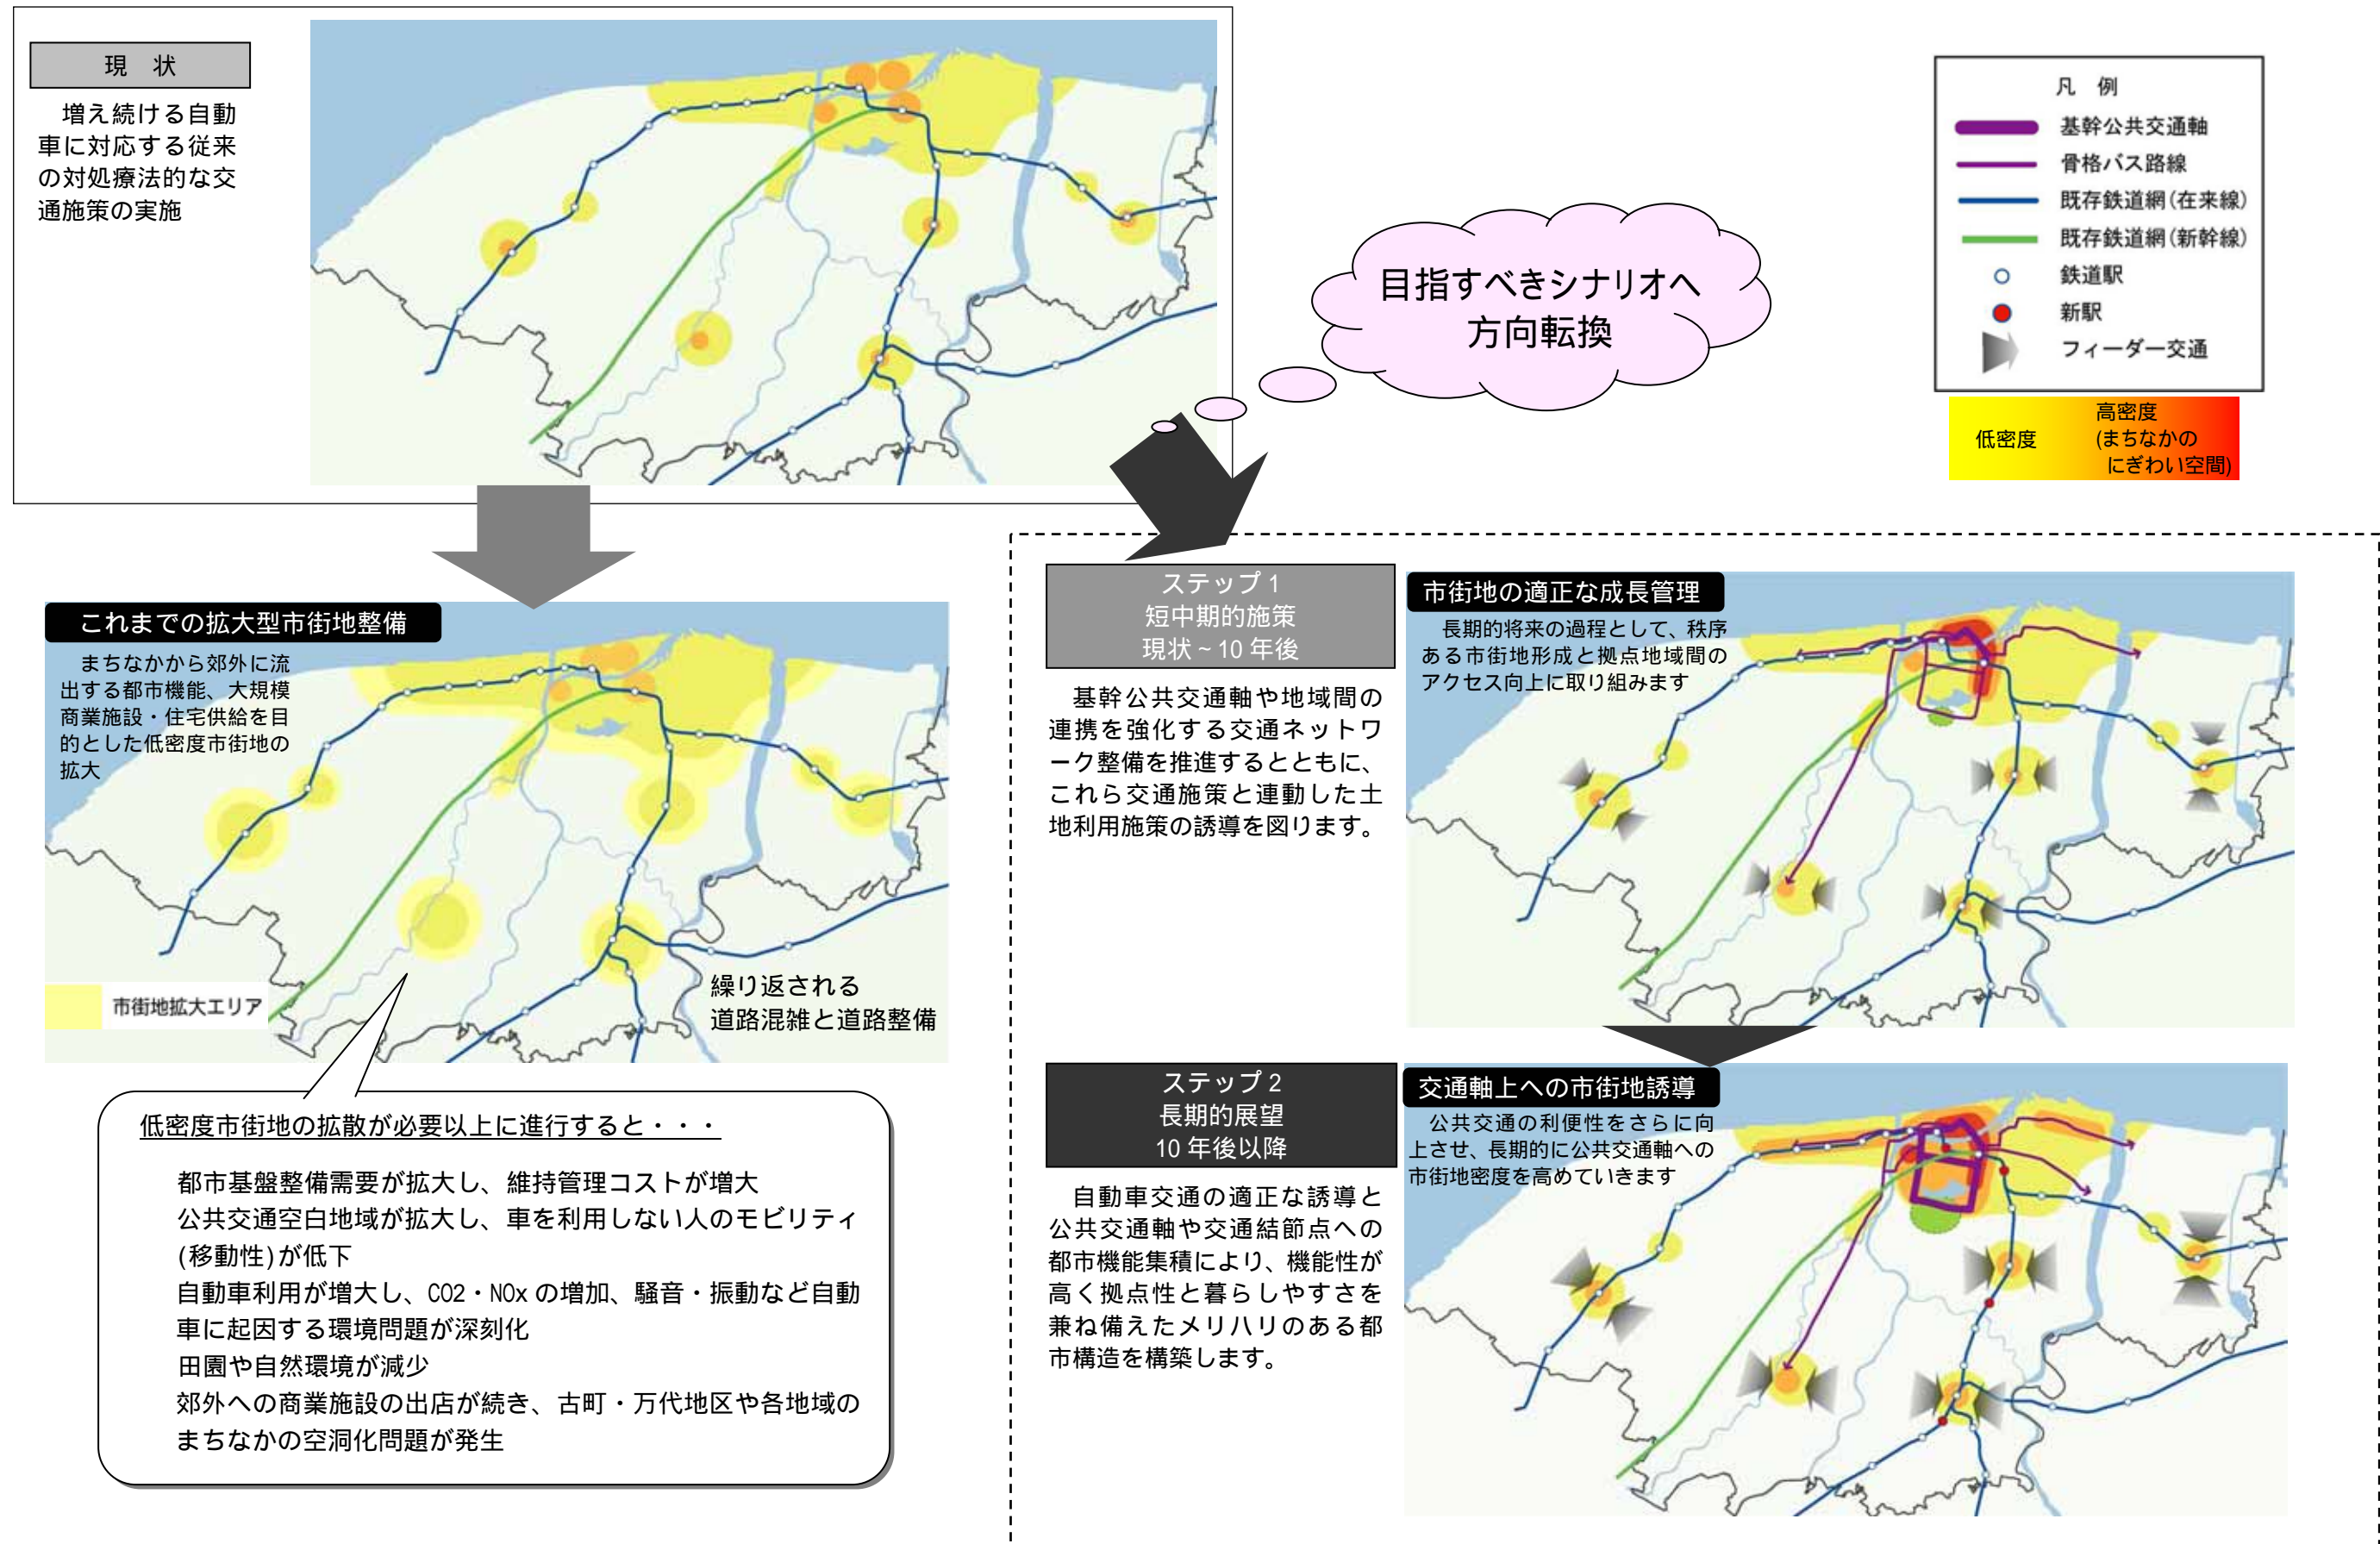 現　状
増え続ける自動
車に対応する従来
の対処療法的な交
通施策の実施
目指すべきシナリオへ
方向転換
凡　例
基幹公共交通軸
骨格バス路線
既存鉄道網(在来線)
既存鉄道網(新幹線)
鉄道駅
新駅
フィーダー交通
低密度
高密度
(まちなかの
にぎわい空間)
これまでの拡大型市街地整備
まちなかから郊外に流
出する都市機能、大規模
商業施設・住宅供給を目
的とした低密度市街地の
拡大
市街地拡大エリア
繰り返される
道路混雑と道路整備
低密度市街地の拡散が必要以上に進行すると・・・
都市基盤整備需要が拡大し、維持管理コストが増大
公共交通空白地域が拡大し、車を利用しない人のモビリティ
(移動性)が低下
自動車利用が増大し、CO2・NOx の増加、騒音・振動など自動
車に起因する環境問題が深刻化
田園や自然環境が減少
郊外への商業施設の出店が続き、古町・万代地区や各地域の
まちなかの空洞化問題が発生
ステップ 1
短中期的施策
現状～10 年後
基幹公共交通軸や地域間の
連携を強化する交通ネットワ
ーク整備を推進するとともに、
これら交通施策と連動した土
地利用施策の誘導を図ります。
市街地の適正な成長管理
長期的将来の過程として、秩序
ある市街地形成と拠点地域間の
アクセス向上に取り組みます
ステップ 2
長期的展望
10 年後以降
自動車交通の適正な誘導と
公共交通軸や交通結節点への
都市機能集積により、機能性が
高く拠点性と暮らしやすさを
兼ね備えたメリハリのある都
市構造を構築します。
交通軸上への市街地誘導
公共交通の利便性をさらに向
上させ、長期的に公共交通軸への
市街地密度を高めていきます